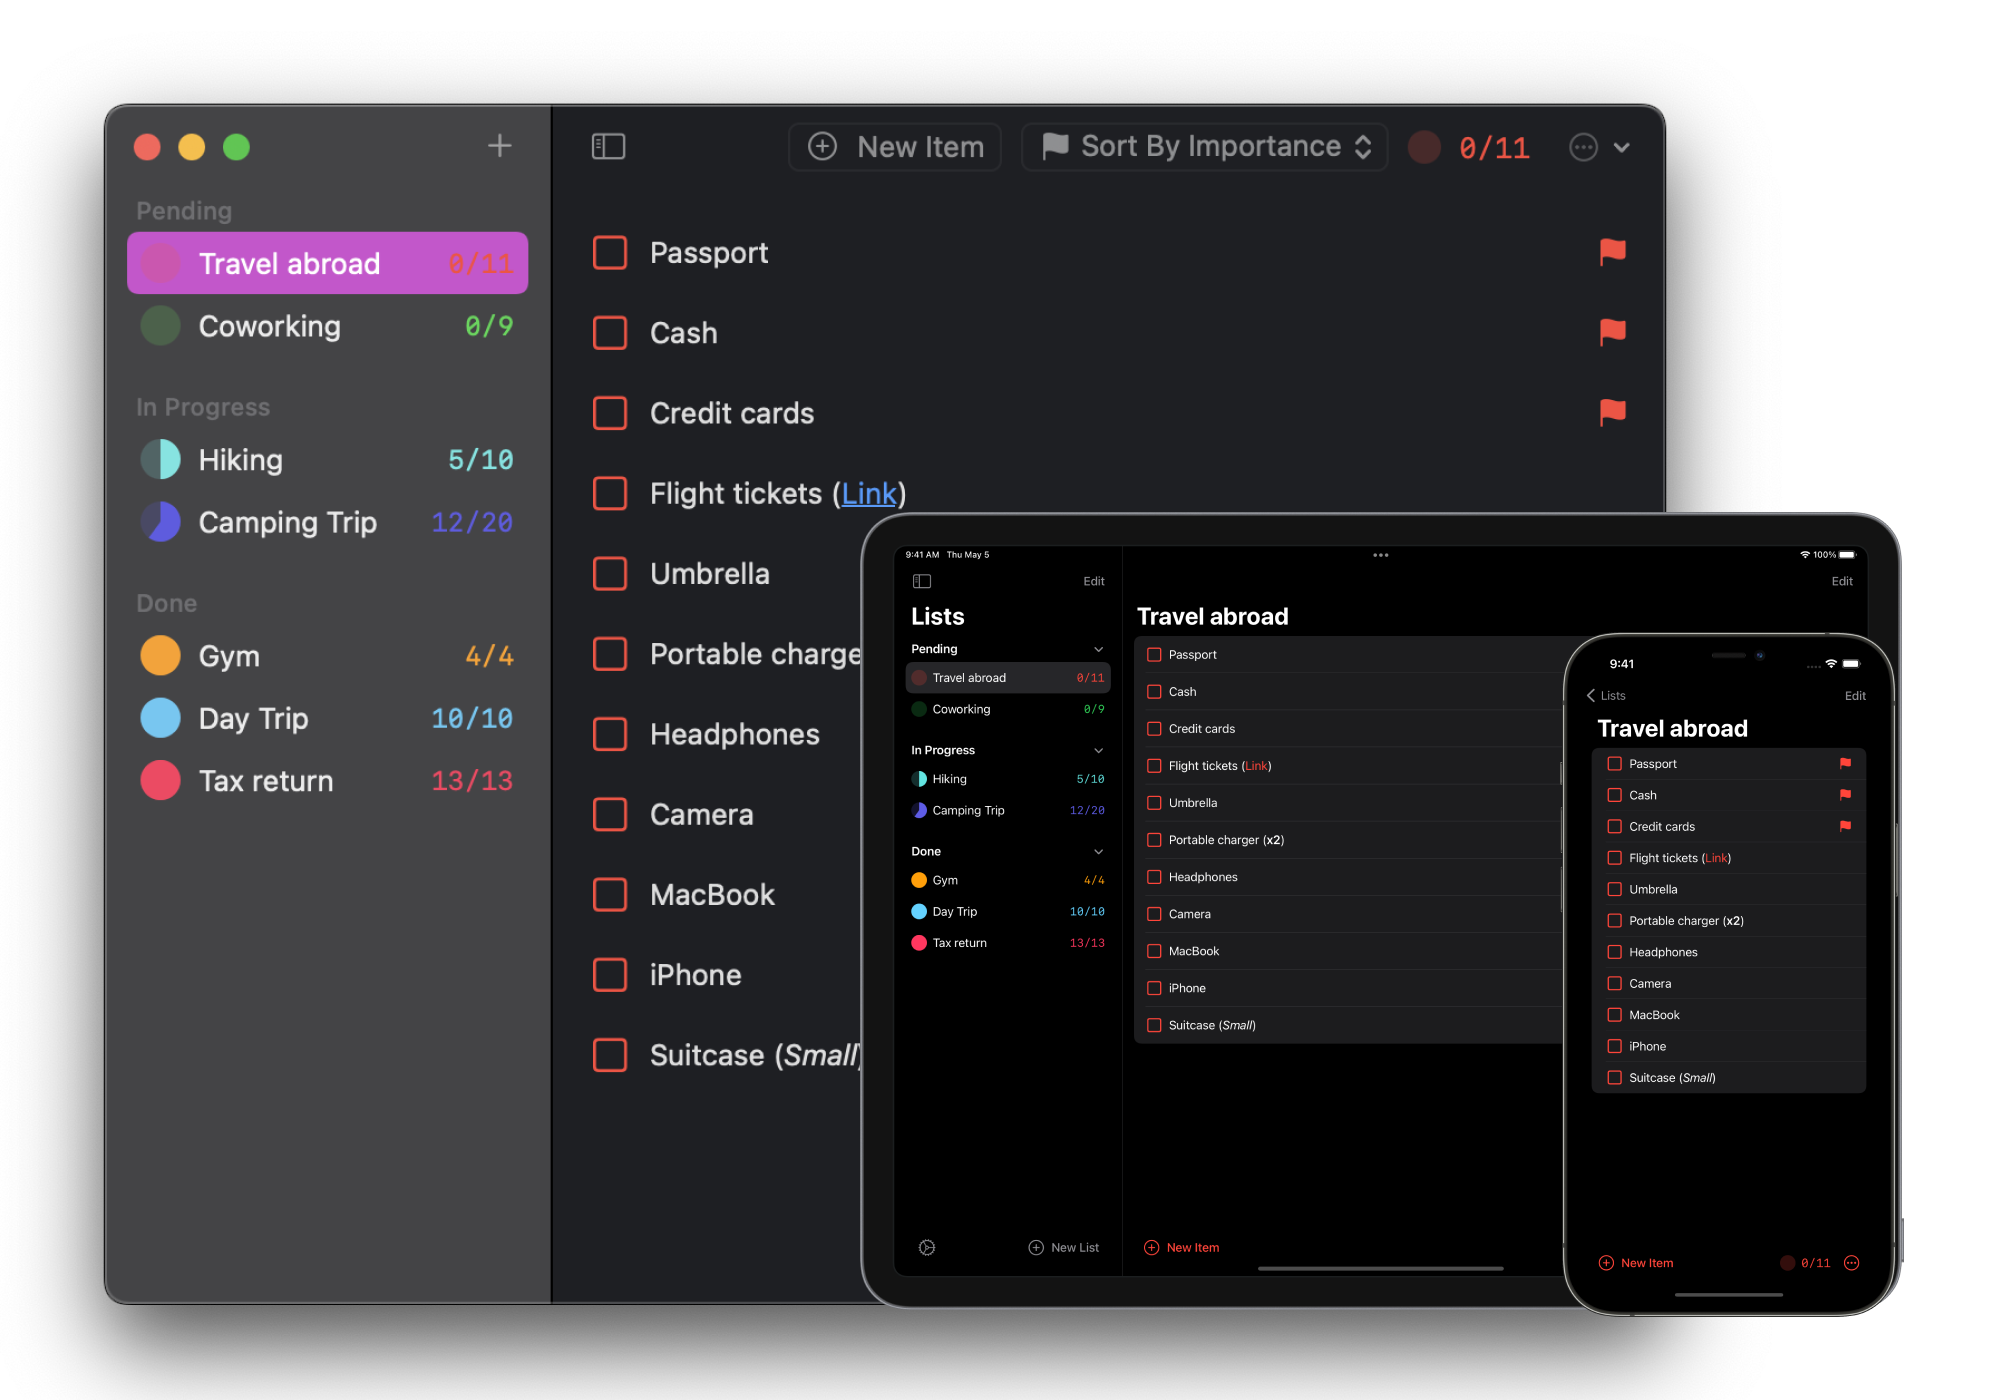 New Item
Sort By Importance
0/11
Pending
Travel abroad 0/11
Coworking 0/9
In Progress
Hiking 5/10
Camping Trip 12/20
Done
Gym 4/4
Day Trip 10/10
Tax return 13/13
Passport
Cash
Credit cards
Flight tickets (Link)
Umbrella
Portable charge
Headphones
Camera
MacBook
iPhone
Suitcase (Small)
9:41 AM Thu May 5
100%
Edit
Edit
Lists
Pending
Travel abroad 0/11
Coworking 0/9
In Progress
Hiking 5/10
Camping Trip 12/20
Done
Gym 4/4
Day Trip 10/10
Tax return 13/13
New List
Travel abroad
Passport
Cash
Credit cards
Flight tickets (Link)
Umbrella
Portable charger (x2)
Headphones
Camera
MacBook
iPhone
Suitcase (Small)
New Item
9:41
Lists
Edit
Travel abroad
Passport
Cash
Credit cards
Flight tickets (Link)
Umbrella
Portable charger (x2)
Headphones
Camera
MacBook
iPhone
Suitcase (Small)
New Item
0/11